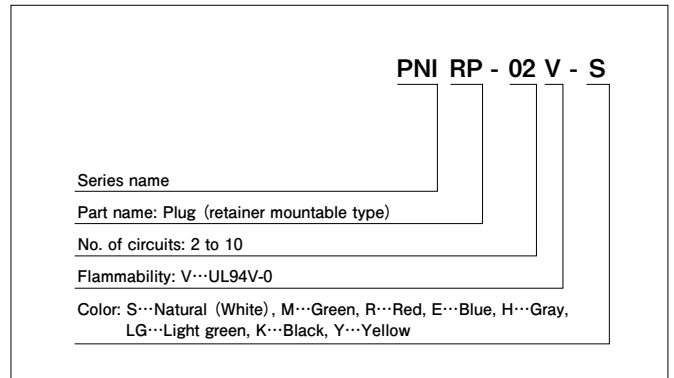 PNI RP - 02 V - S
Series name
Part name: Plug (retainer mountable type)
No. of circuits: 2 to 10
Flammability: V…UL94V-0
Color: S…Natural (White), M…Green, R…Red, E…Blue, H…Gray,
LG…Light green, K…Black, Y…Yellow